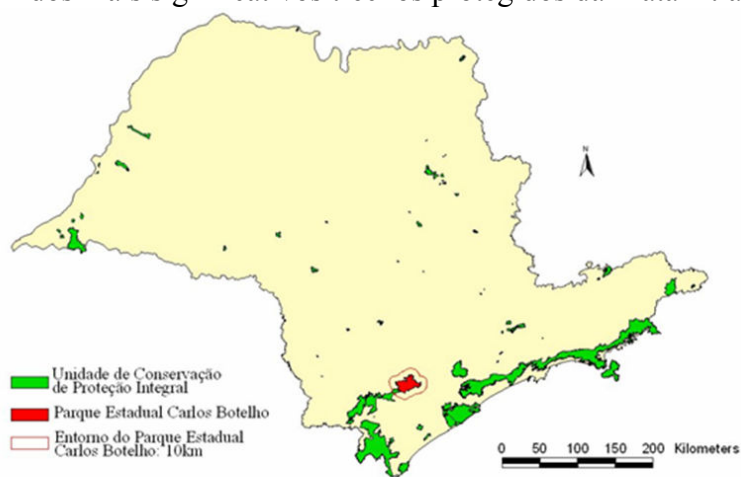 N
Unidade de Conservação
de Proteção Integral
Parque Estadual Carlos Botelho
Entorno do Parque Estadual
Carlos Botelho: 10km
0 50 100 150 200 Kilometers